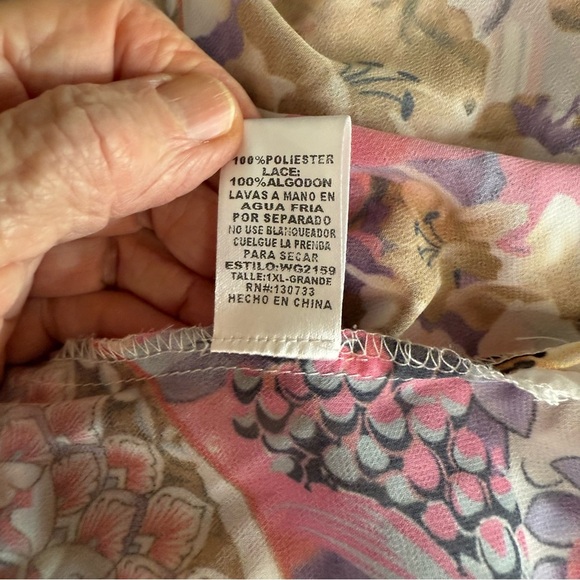 100%POLIESTER
LACE:
100%ALGODON
LAVAS A MANO EN
AGUA FRIA
POR SEPARADO
NO USE BLANQUEADOR
CUELGUE LA PRENDA
PARA SECAR
ESTILO:WG2159
TALLE:1XL-GRANDE
RN#:130733
HECHO EN CHINA